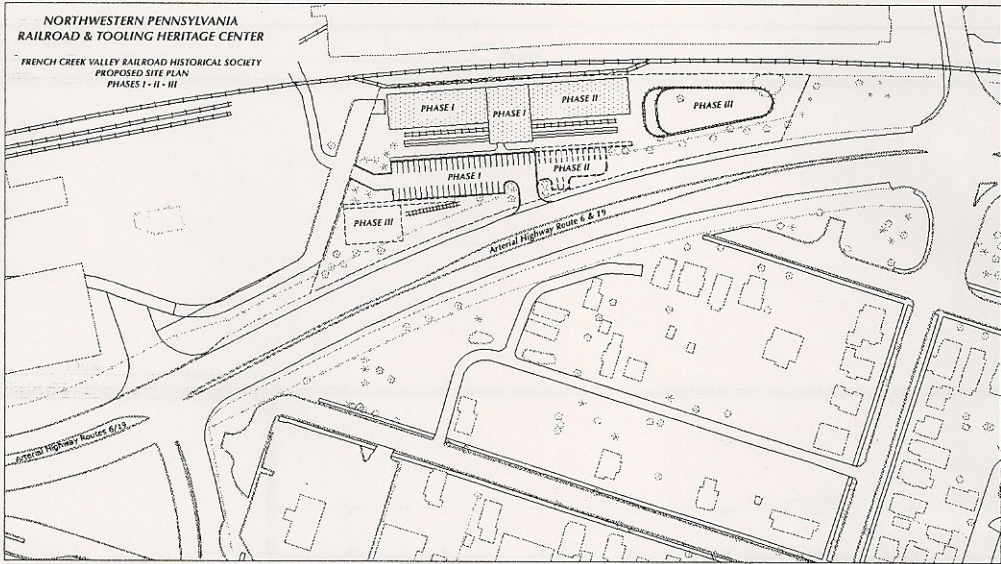 NORTHWESTERN PENNSYLVANIA
RAILROAD & TOOLING HERITAGE CENTER
FRENCH CREEK VALLEY RAILROAD HISTORICAL SOCIETY
PROPOSED SITE PLAN
PHASES I - II - III
PHASE I
PHASE I
PHASE II
PHASE III
PHASE I
PHASE II
PHASE III
Arterial Highway Route 6 & 19
Arterial Highway Routes 6/19